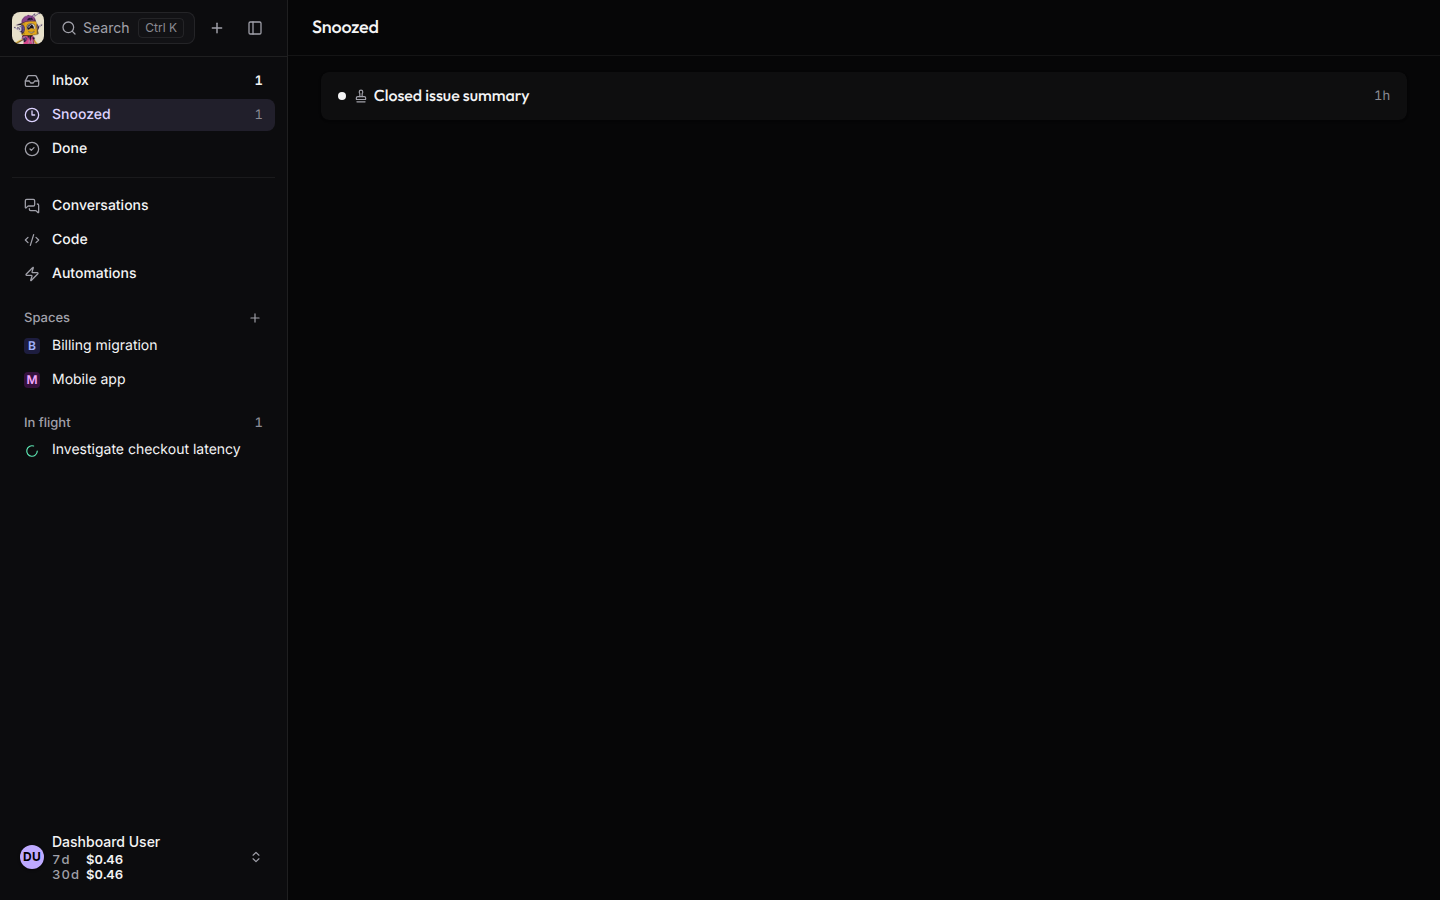 Search Ctrl K
Inbox 1
Snoozed 1
Done
Conversations
Code
Automations
Spaces
B Billing migration
M Mobile app
In flight 1
Investigate checkout latency
DU Dashboard User
7d $0.46
30d $0.46
Snoozed
Closed issue summary 1h